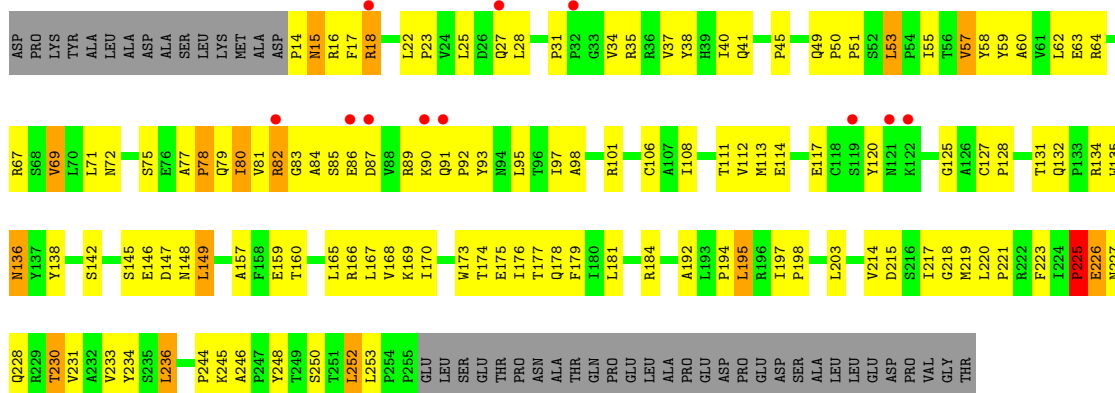 ASP PRO LYS TYR ALA LEU ALA ASP ALA SER LEU LYS MET ALA ASP P14 N15 R16 F17 R18 L22 P23 V24 L25 D26 Q27 L28 P31 P32 G33 V34 R35 R36 V37 Y38 H39 I40 Q41 P45 Q49 P50 P51 S52 L53 P54 I55 T56 V57 Y58 Y59 A60 V61 L62 E63 R64
R67 S68 V69 L70 L71 N72 S75 E76 A77 P78 Q79 I80 V81 R82 G83 A84 S85 E86 D87 V88 R89 K90 Q91 P92 Y93 N94 L95 T96 I97 A98 R101 C106 A107 I108 T111 V112 M113 E114 E117 C118 S119 Y120 N121 K122 G125 A126 C127 P128 T131 Q132 P133 R134 W135
N136 Y137 Y138 S142 S145 E146 D147 N148 L149 A157 F158 E159 T160 L165 R166 L167 V168 K169 I170 W173 T174 E175 I176 T177 Q178 F179 I180 L181 R184 A192 L193 P194 L195 R196 I197 P198 L203 V214 D215 S216 I217 G218 M219 L220 P221 R222 F223 I224 P225 E226 N227
Q228 R229 T230 V231 A232 V233 Y234 S235 L236 P244 K245 A246 P247 Y248 T249 S250 T251 L252 L253 P254 P255 GLU LEU SER GLU THR PRO ASN ALA THR GLN PRO GLU LEU ALA PRO GLU ASP PRO GLU ASP SER ALA LEU LEU GLU ASP PRO VAL GLY THR